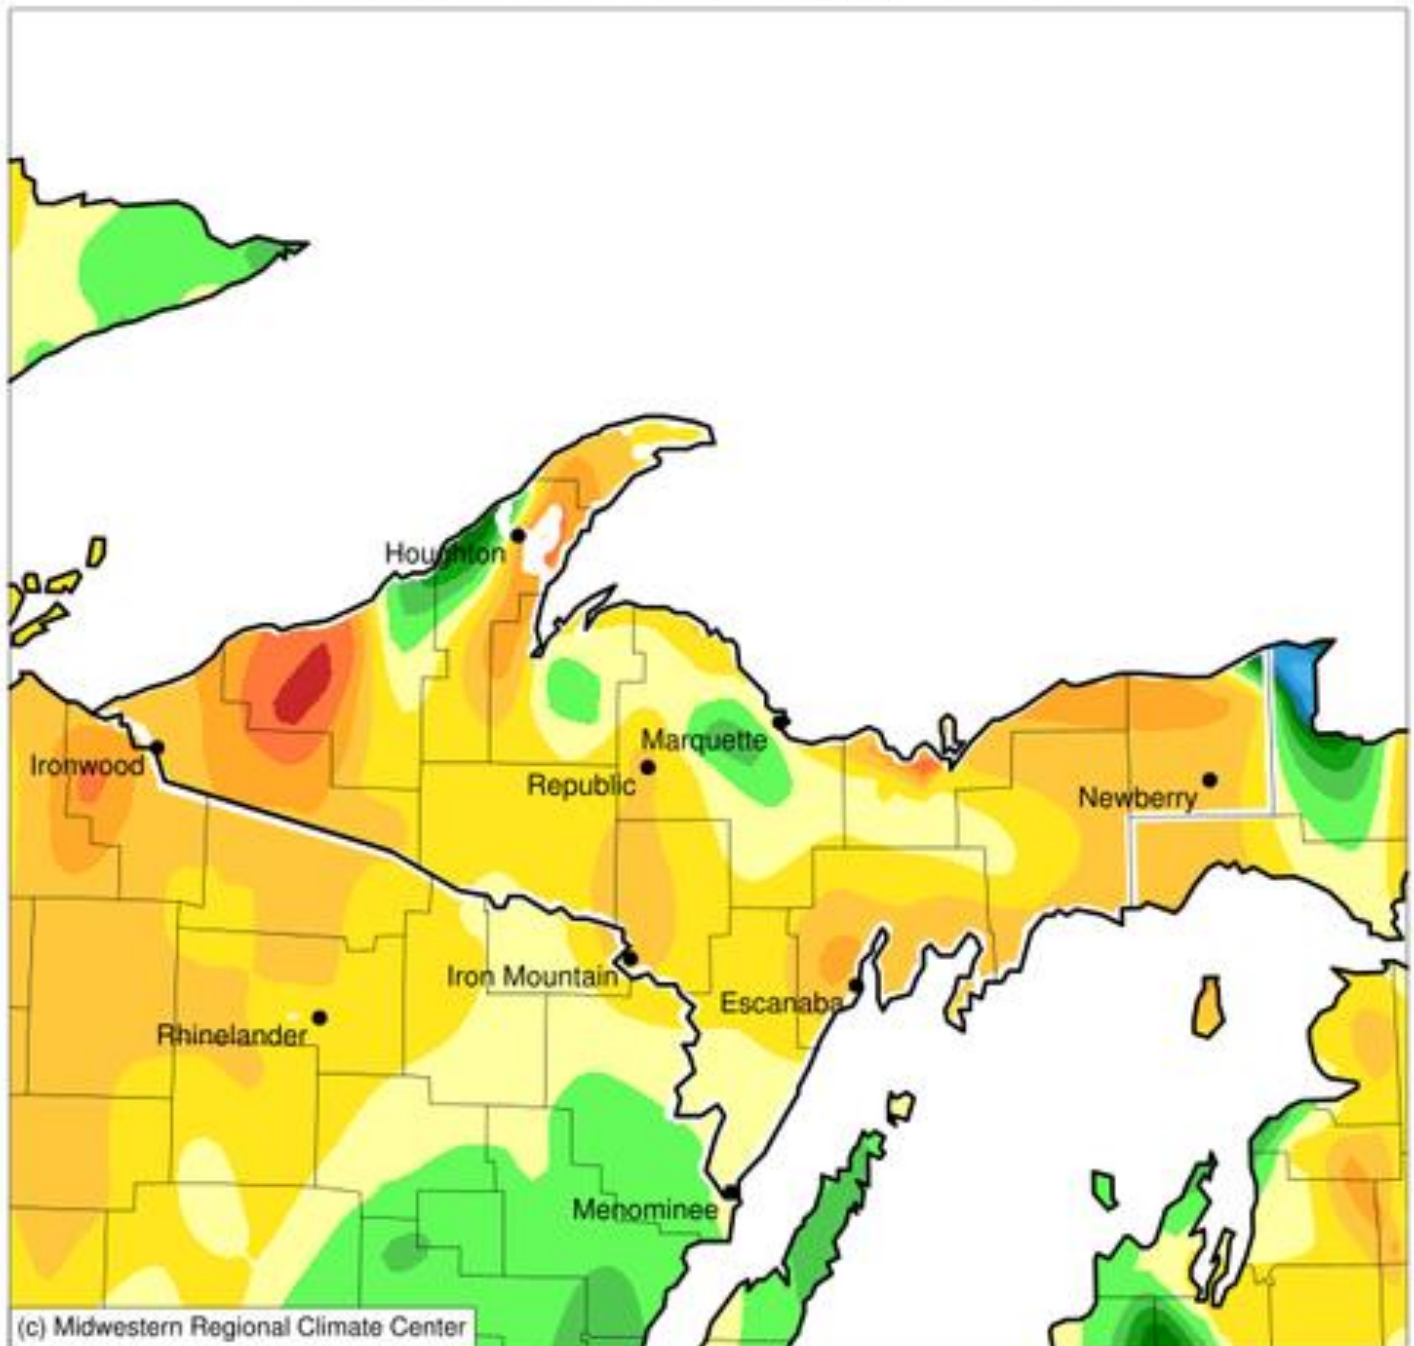 Houghton
Marquette
Ironwood
Republic
Newberry
Iron Mountain
Escanaba
Rhinelander
Menominee
(c) Midwestern Regional Climate Center